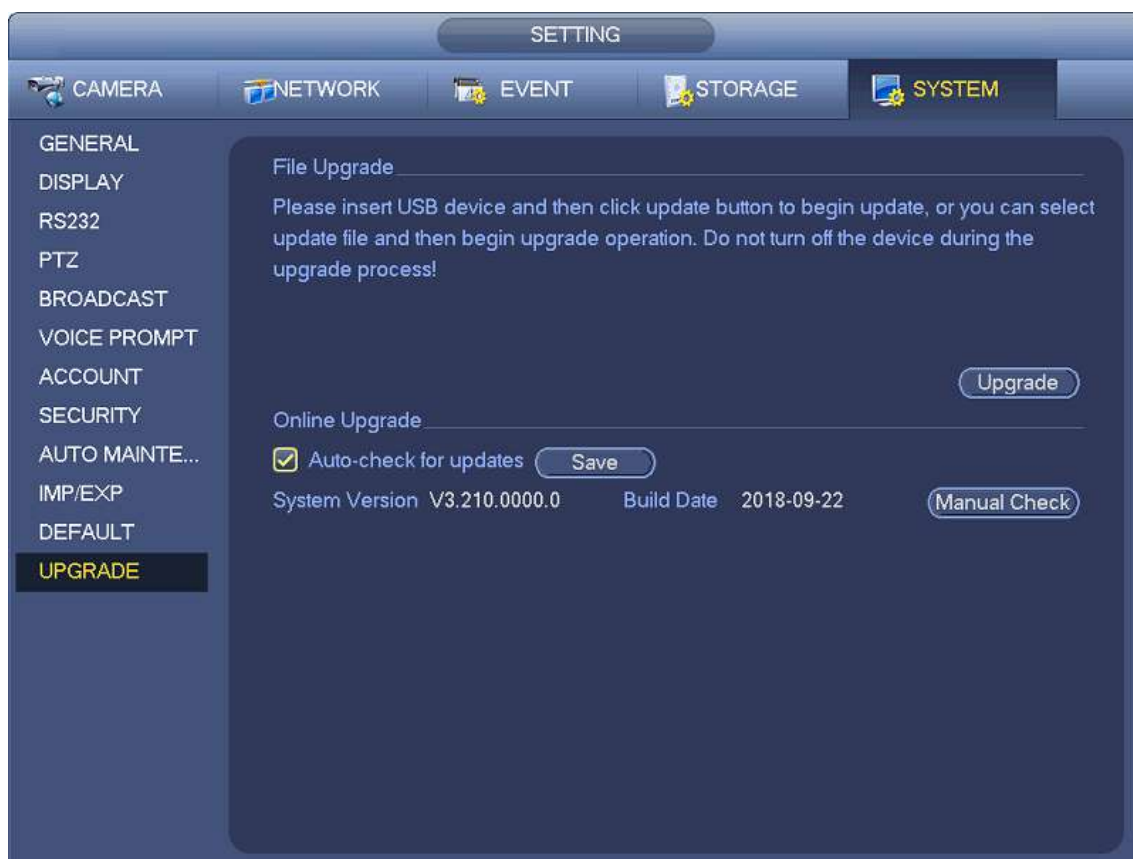 SETTING
CAMERA NETWORK EVENT STORAGE SYSTEM
GENERAL
DISPLAY
RS232
PTZ
BROADCAST
VOICE PROMPT
ACCOUNT
SECURITY
AUTO MAINTE...
IMP/EXP
DEFAULT
UPGRADE
File Upgrade
Please insert USB device and then click update button to begin update, or you can select
update file and then begin upgrade operation. Do not turn off the device during the
upgrade process!
Upgrade
Online Upgrade
Auto-check for updates Save
System Version V3.210.0000.0 Build Date 2018-09-22 Manual Check